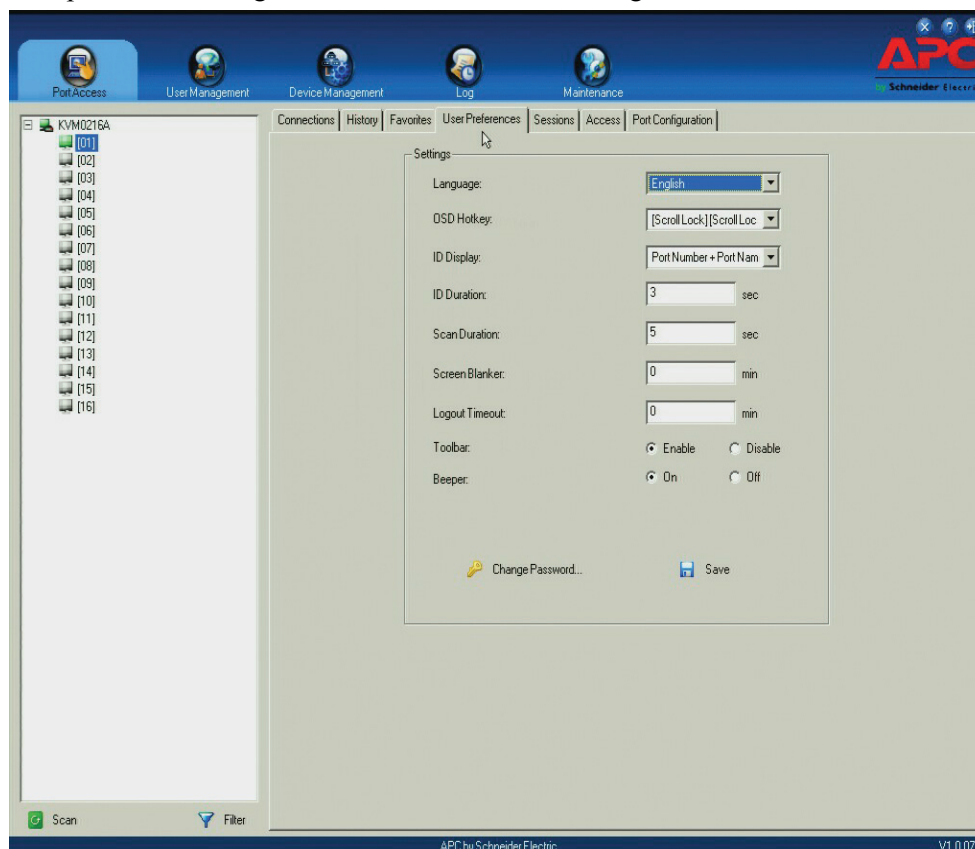 APC
by Schneider Electric
Port Access User Management Device Management Log Maintenance
Connections History Favorites User Preferences Sessions Access Port Configuration
KVM0216A
[01]
[02]
[03]
[04]
[05]
[06]
[07]
[08]
[09]
[10]
[11]
[12]
[13]
[14]
[15]
[16]
Settings
Language: English
OSD Hotkey: [Scroll Lock] [Scroll Loc
ID Display: Port Number + Port Nam
ID Duration: 3 sec
Scan Duration: 5 sec
Screen Blanker: 0 min
Logout Timeout: 0 min
Toolbar: Enable Disable
Beeper: On Off
Change Password... Save
Scan Filter
APC by Schneider Electric V1.0.07